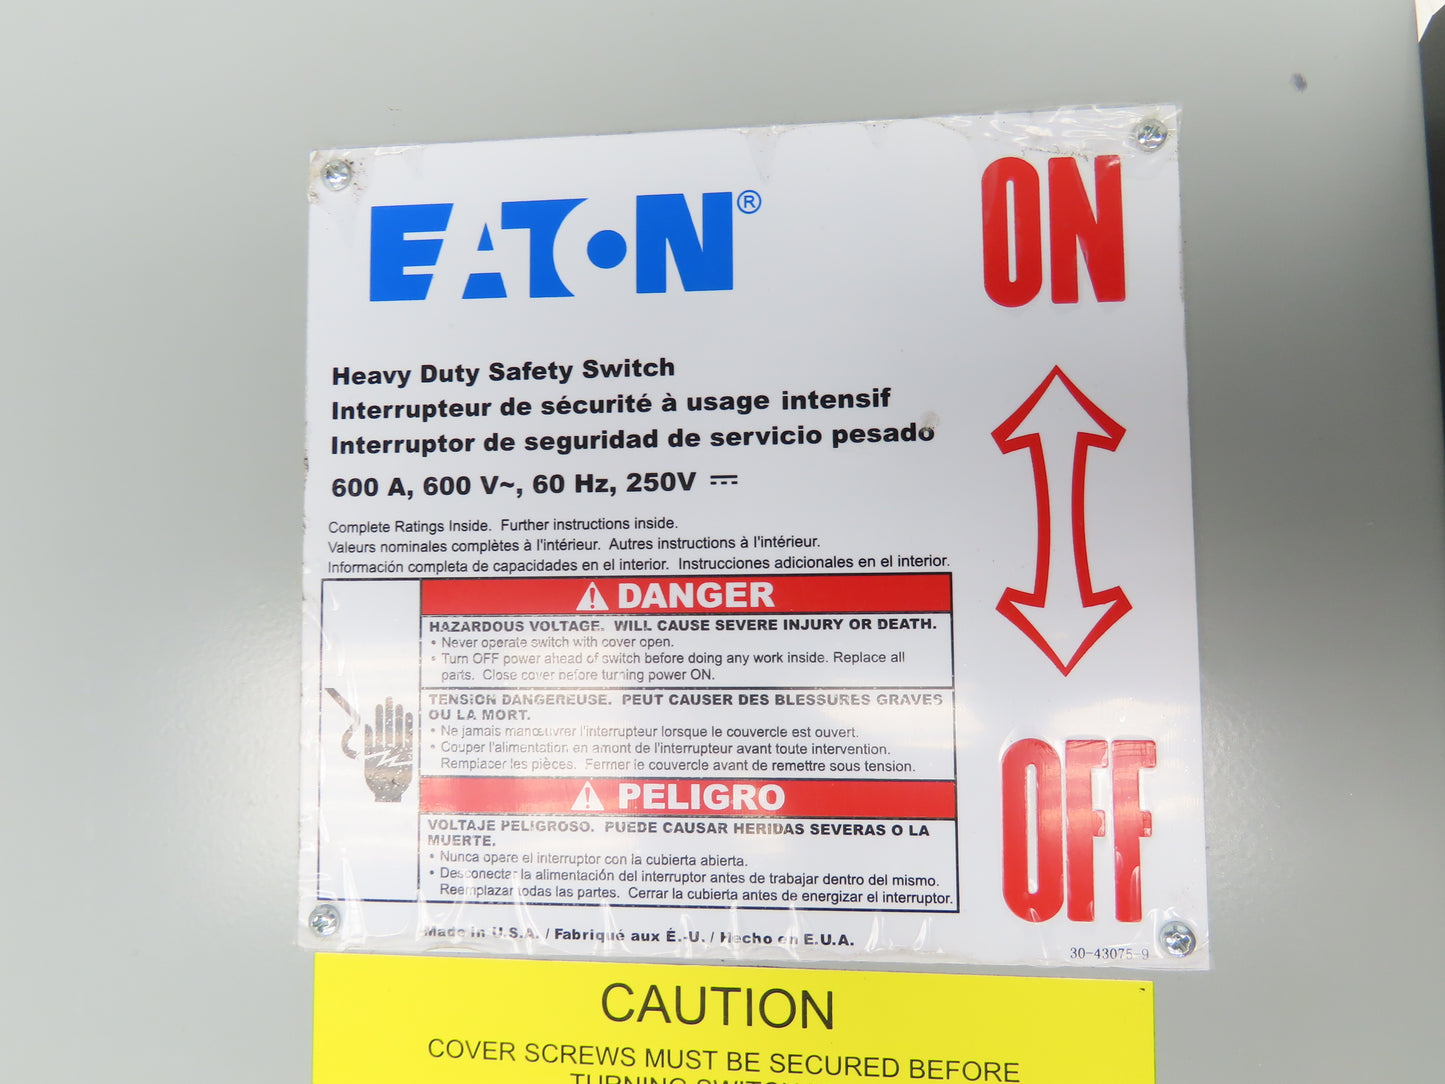 EATON®
ON
Heavy Duty Safety Switch
Interrupteur de sécurité à usage intensif
Interruptor de seguridad de servicio pesado
600 A, 600 V~, 60 Hz, 250V ⎓
Complete Ratings Inside. Further instructions inside.
Valeurs nominales complètes à l'intérieur. Autres instructions à l'intérieur.
Información completa de capacidades en el interior. Instrucciones adicionales en el interior.
⚠ DANGER
HAZARDOUS VOLTAGE. WILL CAUSE SEVERE INJURY OR DEATH.
• Never operate switch with cover open.
• Turn OFF power ahead of switch before doing any work inside. Replace all
parts. Close cover before turning power ON.
TENSION DANGEREUSE. PEUT CAUSER DES BLESSURES GRAVES
OU LA MORT.
• Ne jamais manœuvrer l'interrupteur lorsque le couvercle est ouvert.
• Couper l'alimentation en amont de l'interrupteur avant toute intervention.
Remplacer les pièces. Fermer le couvercle avant de remettre sous tension.
⚠ PELIGRO
VOLTAJE PELIGROSO. PUEDE CAUSAR HERIDAS SEVERAS O LA
MUERTE.
• Nunca opere el interruptor con la cubierta abierta.
• Desconectar la alimentación del interruptor antes de trabajar dentro del mismo.
Reemplazar todas las partes. Cerrar la cubierta antes de energizar el interruptor.
OFF
Made in U.S.A. / Fabriqué aux É.-U. / Hecho en E.U.A.
30-43075-9
CAUTION
COVER SCREWS MUST BE SECURED BEFORE
TURNING